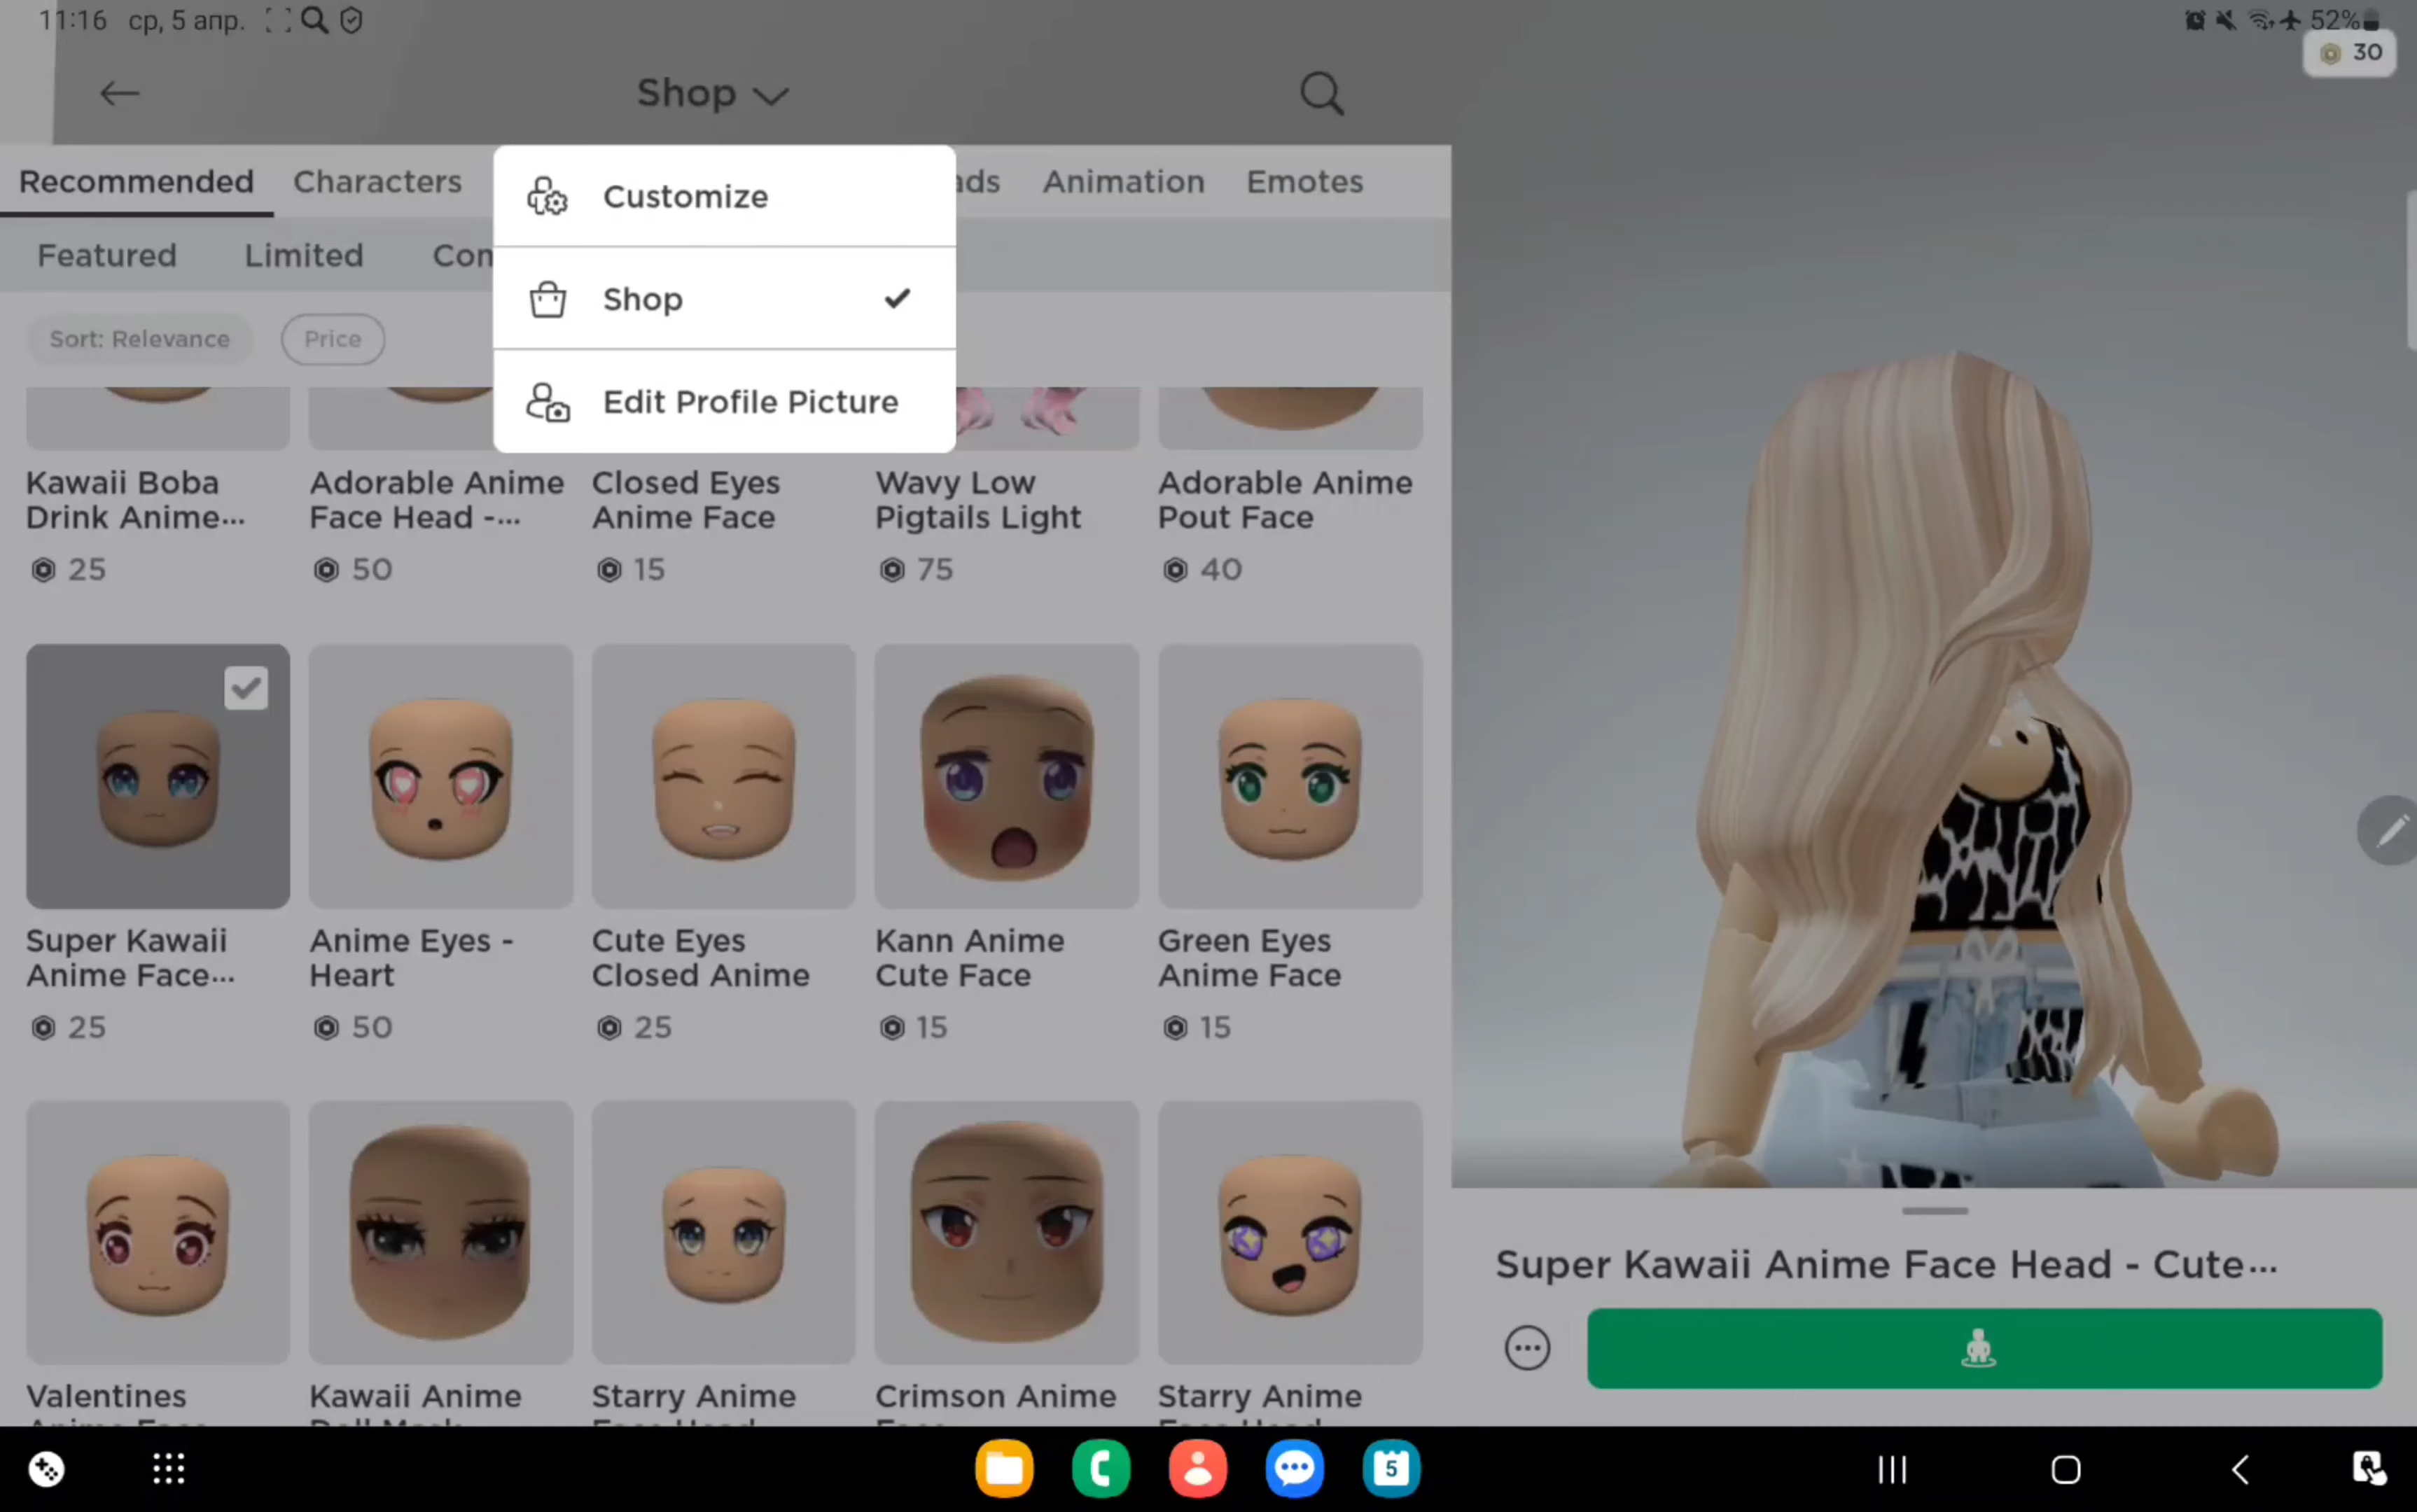 11:16 ср, 5 апр.
52%
30
Shop
Recommended Characters Animation Emotes
Featured Limited
Customize
Shop
Edit Profile Picture
Sort: Relevance Price
Kawaii Boba
Drink Anime...
25
Adorable Anime
Face Head -...
50
Closed Eyes
Anime Face
15
Wavy Low
Pigtails Light
75
Adorable Anime
Pout Face
40
Super Kawaii
Anime Face...
25
Anime Eyes -
Heart
50
Cute Eyes
Closed Anime
25
Kann Anime
Cute Face
15
Green Eyes
Anime Face
15
Valentines
Kawaii Anime
Starry Anime
Crimson Anime
Starry Anime
Super Kawaii Anime Face Head - Cute...
5